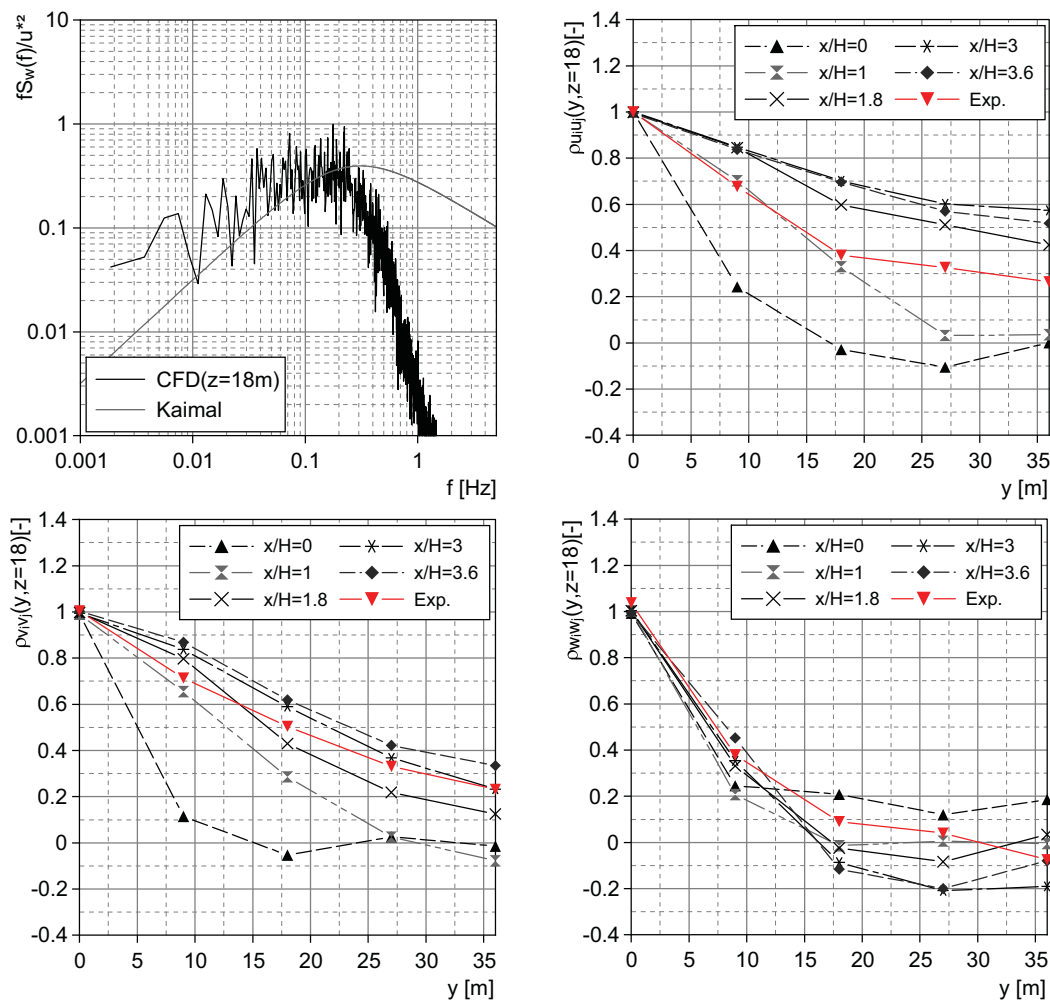 fSw(f)/u*²
10
1
0.1
0.01
0.001
CFD(z=18m)
Kaimal
0.001
0.01
0.1
1
f [Hz]
ρuiuj(y,z=18)[-]
1.4
1.2
1
0.8
0.6
0.4
0.2
0
-0.2
-0.4
x/H=0
x/H=3
x/H=1
x/H=3.6
x/H=1.8
Exp.
0 5 10 15 20 25 30 35
y [m]
ρvivj(y,z=18)[-]
1.4
1.2
1
0.8
0.6
0.4
0.2
0
-0.2
-0.4
x/H=0
x/H=3
x/H=1
x/H=3.6
x/H=1.8
Exp.
0 5 10 15 20 25 30 35
y [m]
ρwiwj(y,z=18)[-]
1.4
1.2
1
0.8
0.6
0.4
0.2
0
-0.2
-0.4
x/H=0
x/H=3
x/H=1
x/H=3.6
x/H=1.8
Exp.
0 5 10 15 20 25 30 35
y [m]